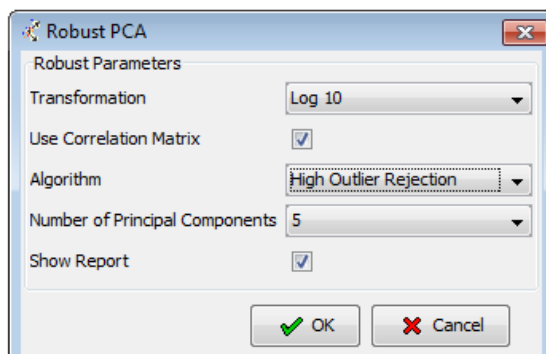 Robust PCA
Robust Parameters
Transformation Log 10
Use Correlation Matrix
Algorithm High Outlier Rejection
Number of Principal Components 5
Show Report
OK Cancel